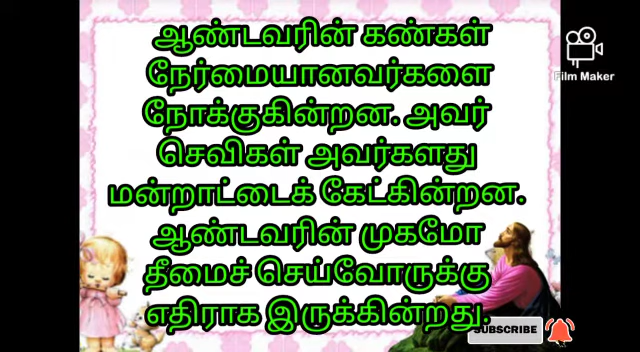 ஆண்டவரின் கண்கள்
நேர்மையானவர்களை
நோக்குகின்றன. அவர்
செவிகள் அவர்களது
மன்றாட்டைக் கேட்கின்றன.
ஆண்டவரின் முகமோ
தீமைச் செய்வோருக்கு
எதிராக இருக்கின்றது.
Film Maker
SUBSCRIBE